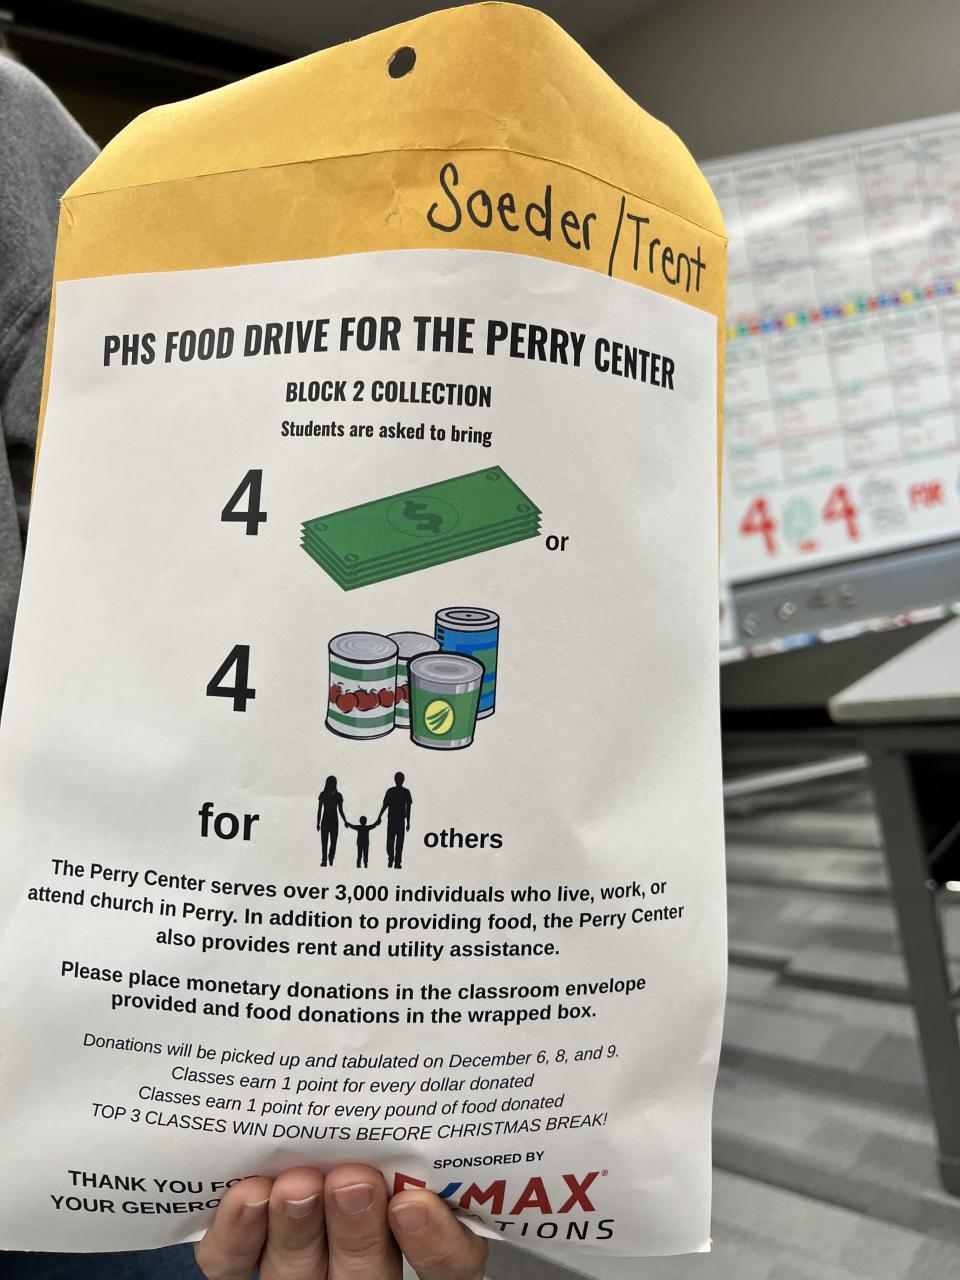 Soeder/Trent
PHS FOOD DRIVE FOR THE PERRY CENTER
BLOCK 2 COLLECTION
Students are asked to bring
4
$
or
4
for
others
The Perry Center serves over 3,000 individuals who live, work, or
attend church in Perry. In addition to providing food, the Perry Center
also provides rent and utility assistance.
Please place monetary donations in the classroom envelope
provided and food donations in the wrapped box.
Donations will be picked up and tabulated on December 6, 8, and 9.
Classes earn 1 point for every dollar donated
Classes earn 1 point for every pound of food donated
TOP 3 CLASSES WIN DONUTS BEFORE CHRISTMAS BREAK!
THANK YOU
YOUR
SPONSORED BY
MAX®
4 4 FOR